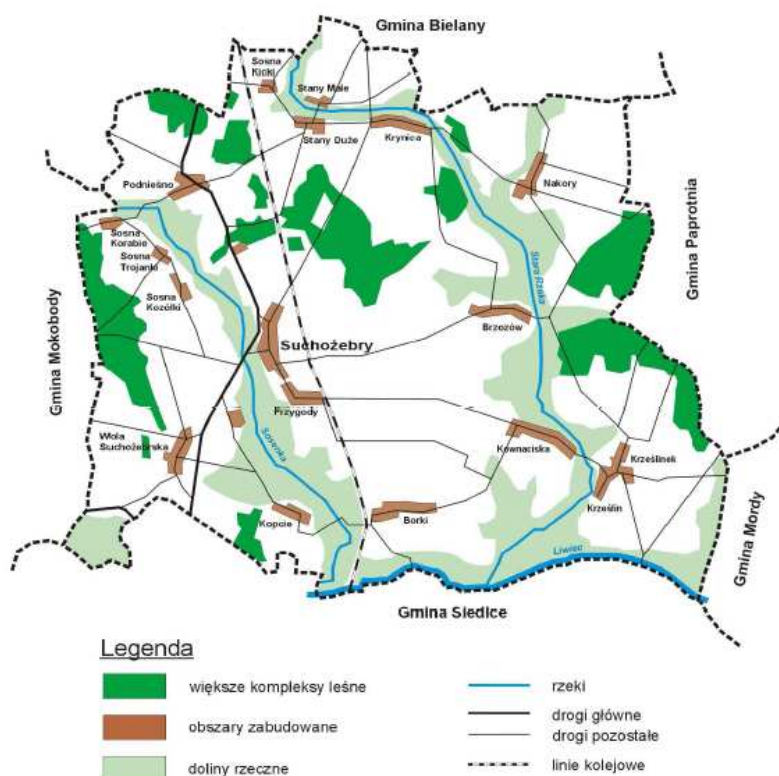 Gmina Bielany
Sosna
Kicki
Stany Małe
Stany Duże
Krynica
Podnieśno
Nakory
Gmina Paprotnia
Sosna
Korabie
Sosna
Trojanki
Sosna
Kozółki
Stara Rzeka
Gmina Mokobody
Brzozów
Suchożebry
Przygody
Wola
Suchożebrska
Sosenka
Kownaciska
Krześlinek
Kopcie
Borki
Krześlin
Liwiec
Gmina Mordy
Gmina Siedlce
Legenda
większe kompleksy leśne
obszary zabudowane
doliny rzeczne
rzeki
drogi główne
drogi pozostałe
linie kolejowe